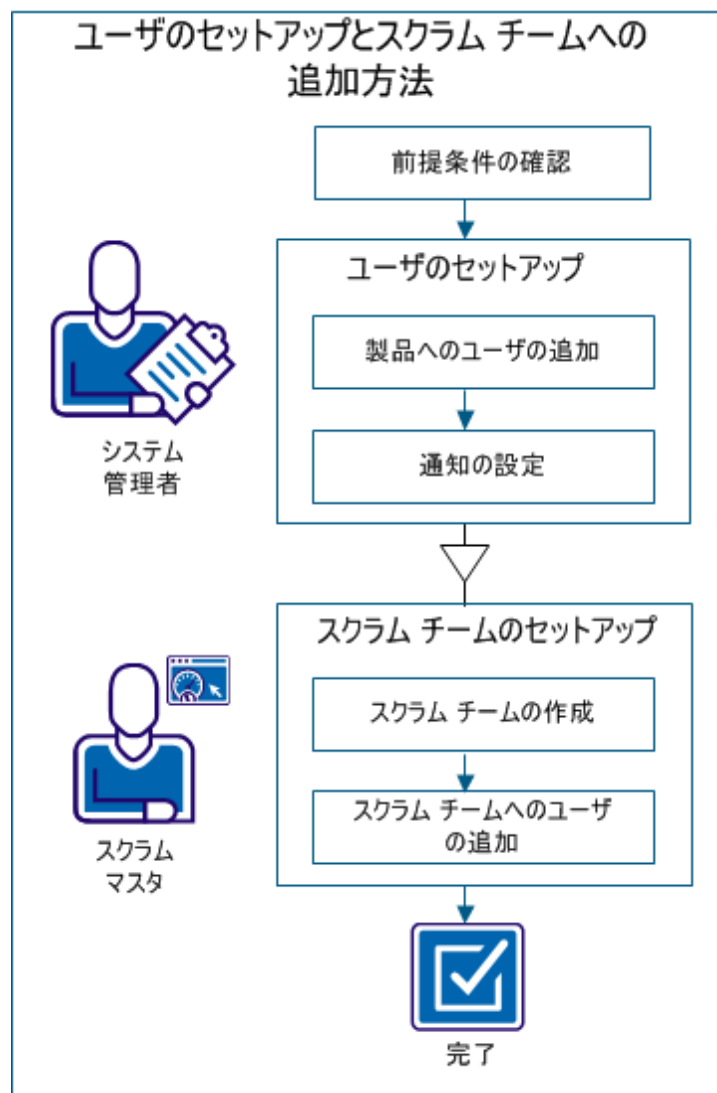 ユーザのセットアップとスクラム チームへの
追加方法
前提条件の確認
ユーザのセットアップ
製品へのユーザの追加
通知の設定
システム
管理者
スクラム チームのセットアップ
スクラム チームの作成
スクラム チームへのユーザ
の追加
スクラム
マスタ
完了